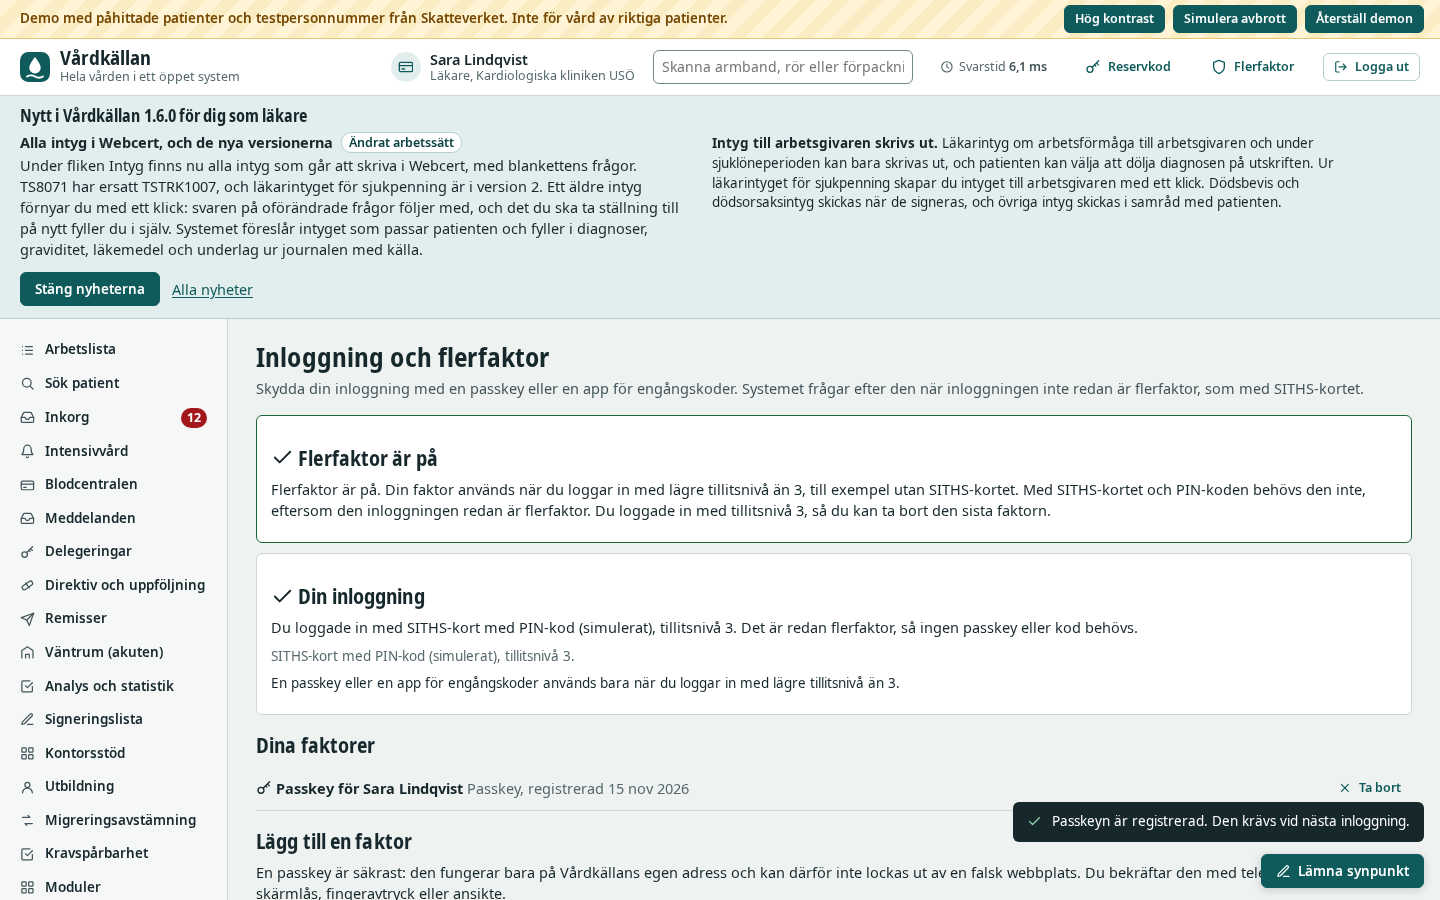 Demo med påhittade patienter och testpersonnummer från Skatteverket. Inte för vård av riktiga patienter.
Hög kontrast
Simulera avbrott
Återställ demon
Vårdkällan
Hela vården i ett öppet system
Sara Lindqvist
Läkare, Kardiologiska kliniken USÖ
Skanna armband, rör eller förpackni
Svarstid 6,1 ms
Reservkod
Flerfaktor
Logga ut
Nytt i Vårdkällan 1.6.0 för dig som läkare
Alla intyg i Webcert, och de nya versionerna
Ändrat arbetssätt
Under fliken Intyg finns nu alla intyg som går att skriva i Webcert, med blankettens frågor.
TS8071 har ersatt TSTRK1007, och läkarintyget för sjukpenning är i version 2. Ett äldre intyg
förnyar du med ett klick: svaren på oförändrade frågor följer med, och det du ska ta ställning till
på nytt fyller du i själv. Systemet föreslår intyget som passar patienten och fyller i diagnoser,
graviditet, läkemedel och underlag ur journalen med källa.
Intyg till arbetsgivaren skrivs ut. Läkarintyg om arbetsförmåga till arbetsgivaren och under
sjuklöneperioden kan bara skrivas ut, och patienten kan välja att dölja diagnosen på utskriften. Ur
läkarintyget för sjukpenning skapar du intyget till arbetsgivaren med ett klick. Dödsbevis och
dödsorsaksintyg skickas när de signeras, och övriga intyg skickas i samråd med patienten.
Stäng nyheterna
Alla nyheter
Arbetslista
Sök patient
Inkorg
12
Intensivvård
Blodcentralen
Meddelanden
Delegeringar
Direktiv och uppföljning
Remisser
Väntrum (akuten)
Analys och statistik
Signeringslista
Kontorsstöd
Utbildning
Migreringsavstämning
Kravspårbarhet
Moduler
Inloggning och flerfaktor
Skydda din inloggning med en passkey eller en app för engångskoder. Systemet frågar efter den när inloggningen inte redan är flerfaktor, som med SITHS-kortet.
Flerfaktor är på
Flerfaktor är på. Din faktor används när du loggar in med lägre tillitsnivå än 3, till exempel utan SITHS-kortet. Med SITHS-kortet och PIN-koden behövs den inte,
eftersom den inloggningen redan är flerfaktor. Du loggade in med tillitsnivå 3, så du kan ta bort den sista faktorn.
Din inloggning
Du loggade in med SITHS-kort med PIN-kod (simulerat), tillitsnivå 3. Det är redan flerfaktor, så ingen passkey eller kod behövs.
SITHS-kort med PIN-kod (simulerat), tillitsnivå 3.
En passkey eller en app för engångskoder används bara när du loggar in med lägre tillitsnivå än 3.
Dina faktorer
Passkey för Sara Lindqvist Passkey, registrerad 15 nov 2026
Ta bort
Passkeyn är registrerad. Den krävs vid nästa inloggning.
Lägg till en faktor
En passkey är säkrast: den fungerar bara på Vårdkällans egen adress och kan därför inte lockas ut av en falsk webbplats. Du bekräftar den med
skärmlås, fingeravtryck eller ansikte.
Lämna synpunkt